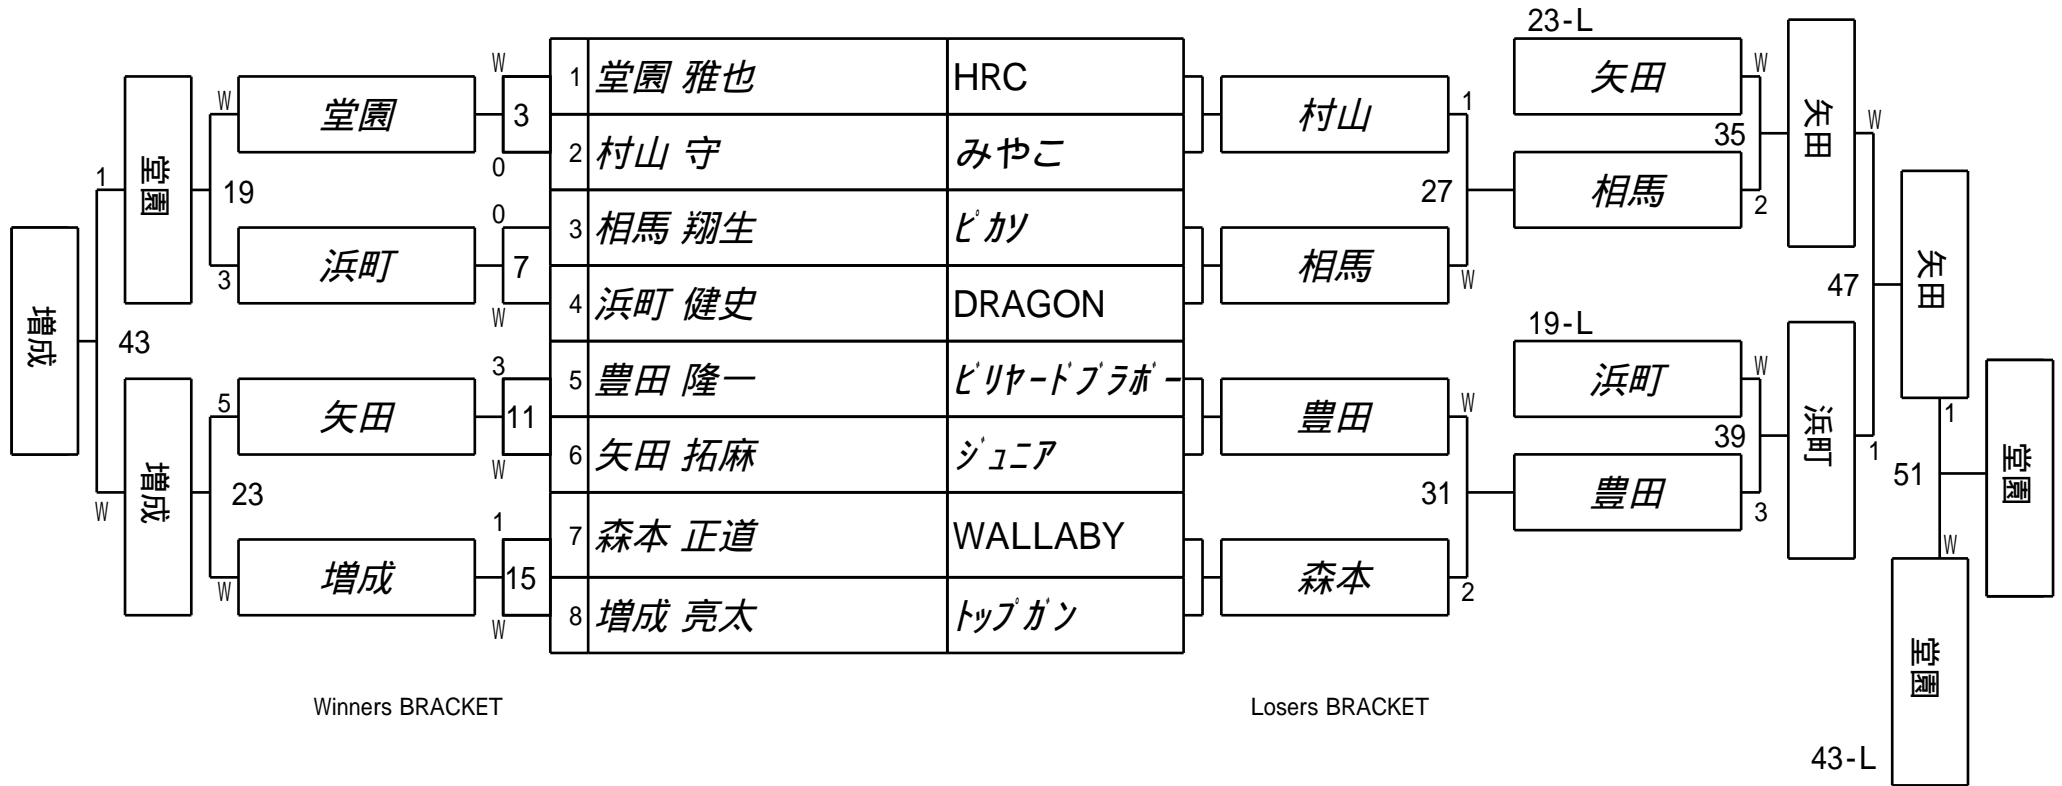 23-L
W
1 堂園 雅也 HRC
矢田
W
W
堂園
3
村山
1
矢田
W
35
2 村山 守 みやこ
0
1
堂園
19
27
相馬
2
0
3 相馬 翔生 ピカソ
浜町
3
7
相馬
W
4 浜町 健史 DRAGON
W
47
矢田
増成
43
19-L
3
5 豊田 隆一 ビリヤードブラボー
浜町
W
5
矢田
11
豊田
W
浜町
1
1
39
6 矢田 拓麻 ジュニア
W
W
増成
23
31
豊田
3
51
堂園
1
7 森本 正道 WALLABY
W
増成
W
15
森本
2
8 増成 亮太 トップガン
W
堂園
Winners BRACKET
Losers BRACKET
43-L